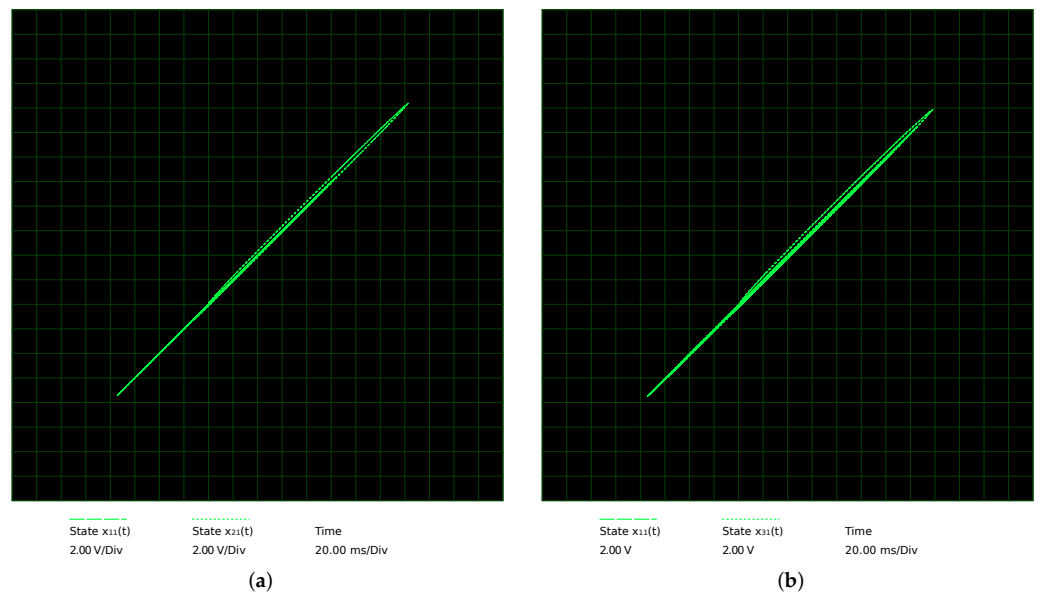 State x₁₁(t) State x₂₁(t) Time
2.00 V/Div 2.00 V/Div 20.00 ms/Div
(a)
State x₁₁(t) State x₃₁(t) Time
2.00 V 2.00 V 20.00 ms/Div
(b)